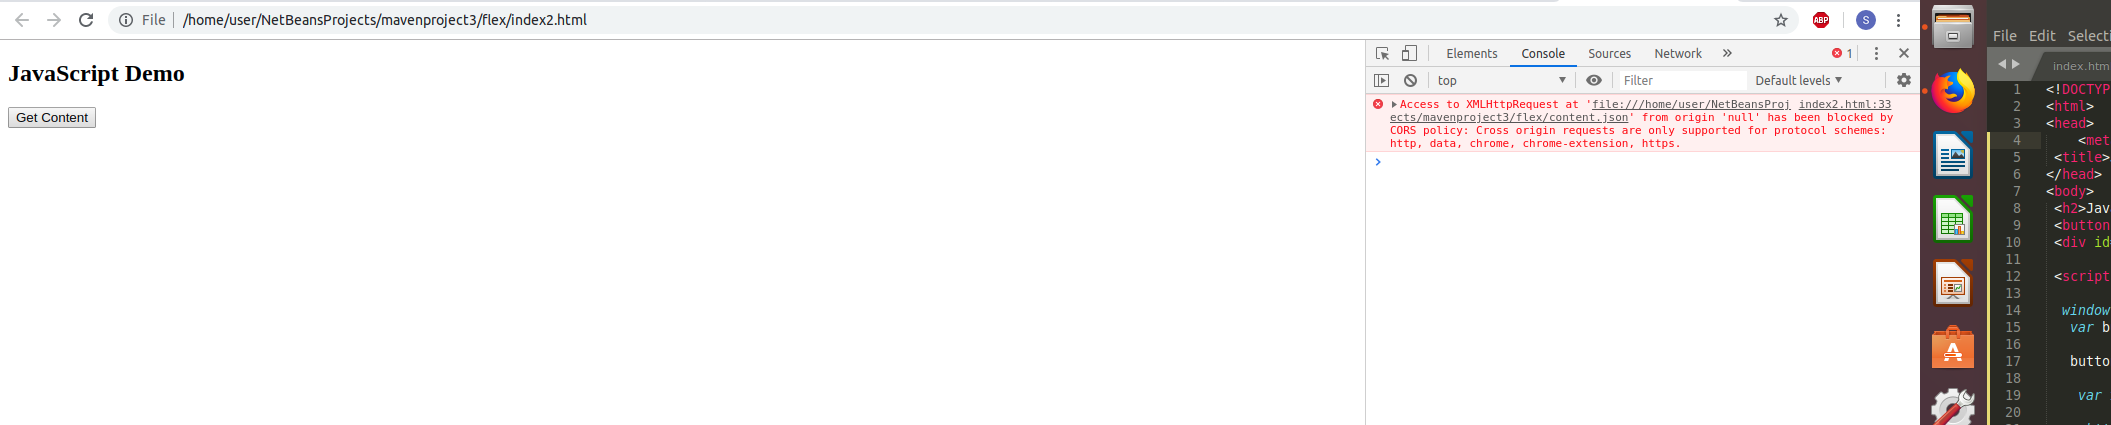 File /home/user/NetBeansProjects/mavenproject3/flex/index2.html
ABP
S
JavaScript Demo
Get Content
Elements Console Sources Network » 1
top Filter Default levels
Access to XMLHttpRequest at 'file:///home/user/NetBeansProj index2.html:33
ects/mavenproject3/flex/content.json' from origin 'null' has been blocked by
CORS policy: Cross origin requests are only supported for protocol schemes:
http, data, chrome, chrome-extension, https.
File Edit Selecti
index.htm
1 <!DOCTYP
2 <html>
3 <head>
4 <met
5 <title>
6 </head>
7 <body>
8 <h2>Jav
9 <button
10 <div id=
11
12 <script
13
14 window
15 var b
16
17 butto
18
19 var
20